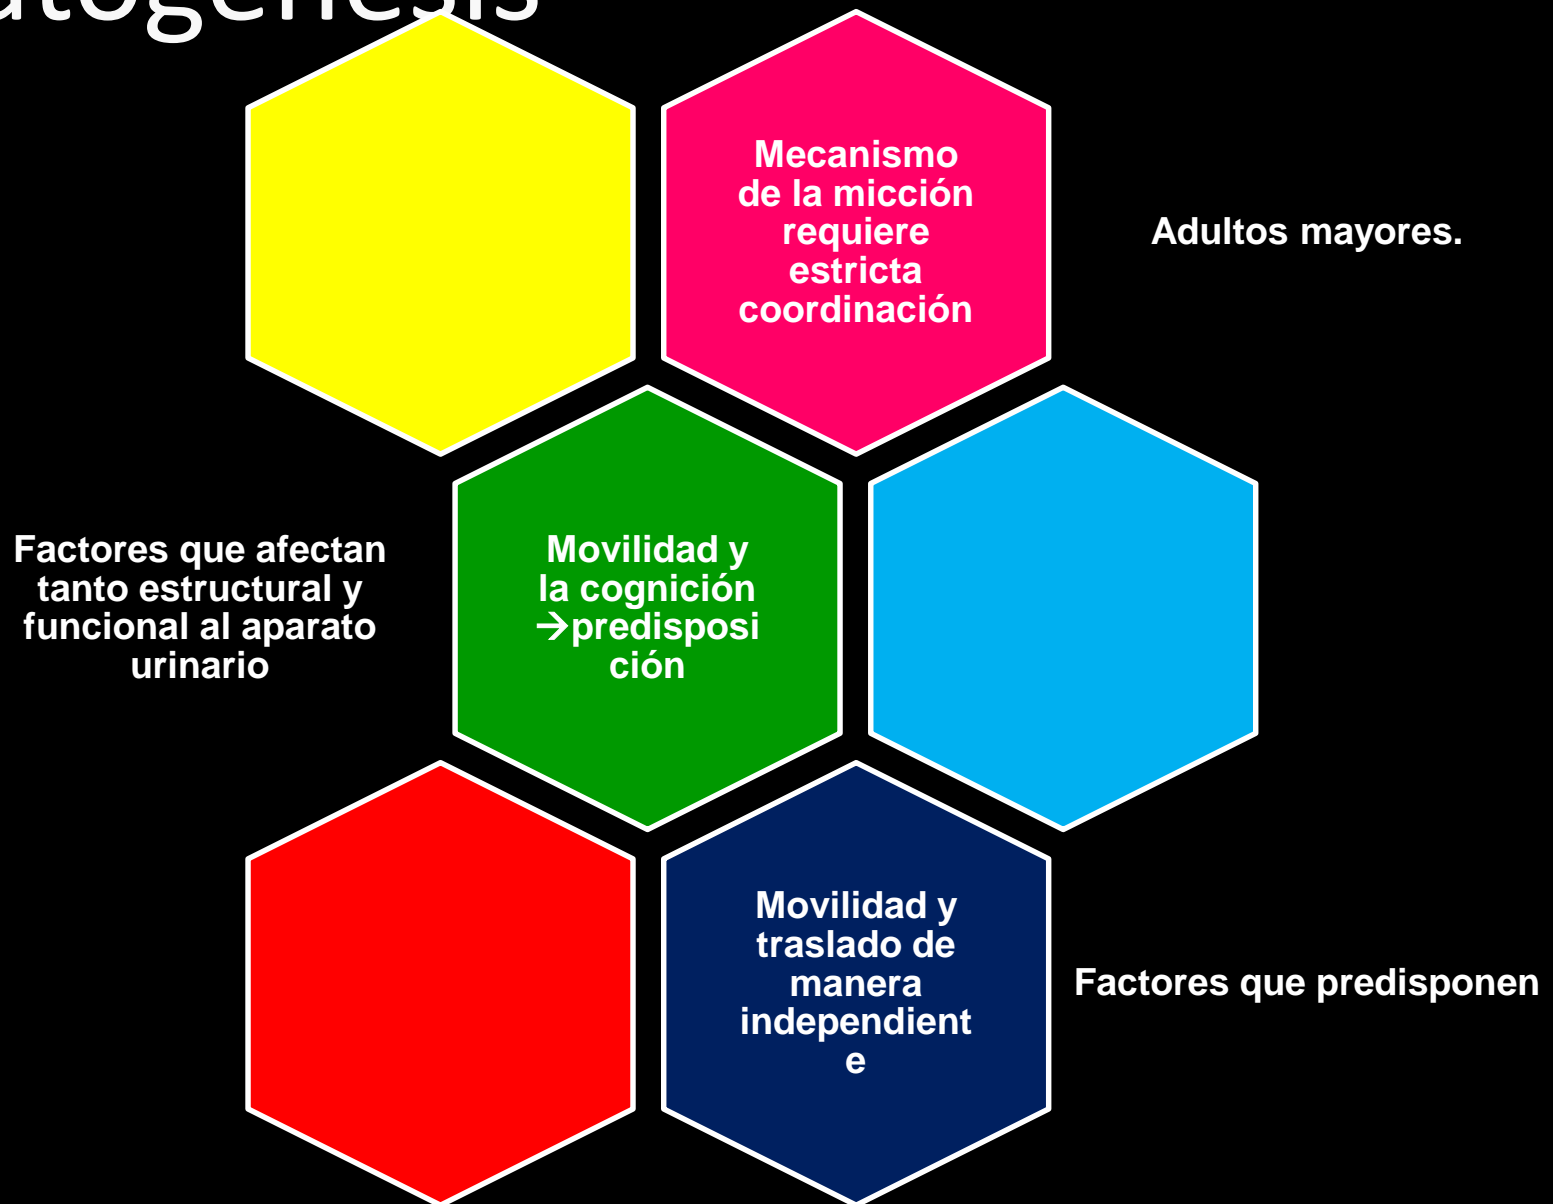 Mecanismo
de la micción
requiere
estricta
coordinación
Adultos mayores.
Factores que afectan
tanto estructural y
funcional al aparato
urinario
Movilidad y
la cognición
→predisposi
ción
Movilidad y
traslado de
manera
independient
e
Factores que predisponen